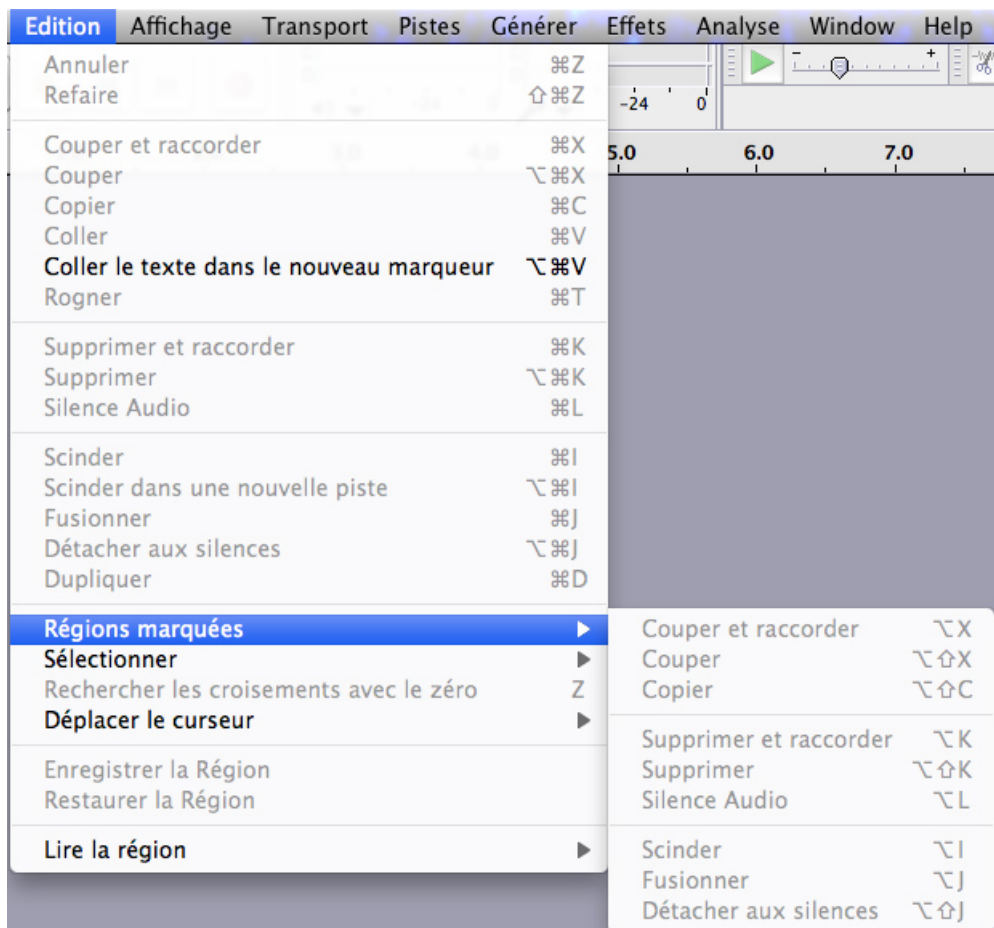 Edition Affichage Transport Pistes Générer Effets Analyse Window Help
Annuler ⌘Z
Refaire ⇧⌘Z
-24 0
Couper et raccorder ⌘X
5.0 6.0 7.0
Couper ⌥⌘X
Copier ⌘C
Coller ⌘V
Coller le texte dans le nouveau marqueur ⌥⌘V
Rogner ⌘T
Supprimer et raccorder ⌘K
Supprimer ⌥⌘K
Silence Audio ⌘L
Scinder ⌘I
Scinder dans une nouvelle piste ⌥⌘I
Fusionner ⌘J
Détacher aux silences ⌥⌘J
Dupliquer ⌘D
Régions marquées
Sélectionner
Rechercher les croisements avec le zéro Z
Déplacer le curseur
Enregistrer la Région
Restaurer la Région
Lire la région
Couper et raccorder ⌥X
Couper ⌥⇧X
Copier ⌥⇧C
Supprimer et raccorder ⌥K
Supprimer ⌥⇧K
Silence Audio ⌥L
Scinder ⌥I
Fusionner ⌥J
Détacher aux silences ⌥⇧J